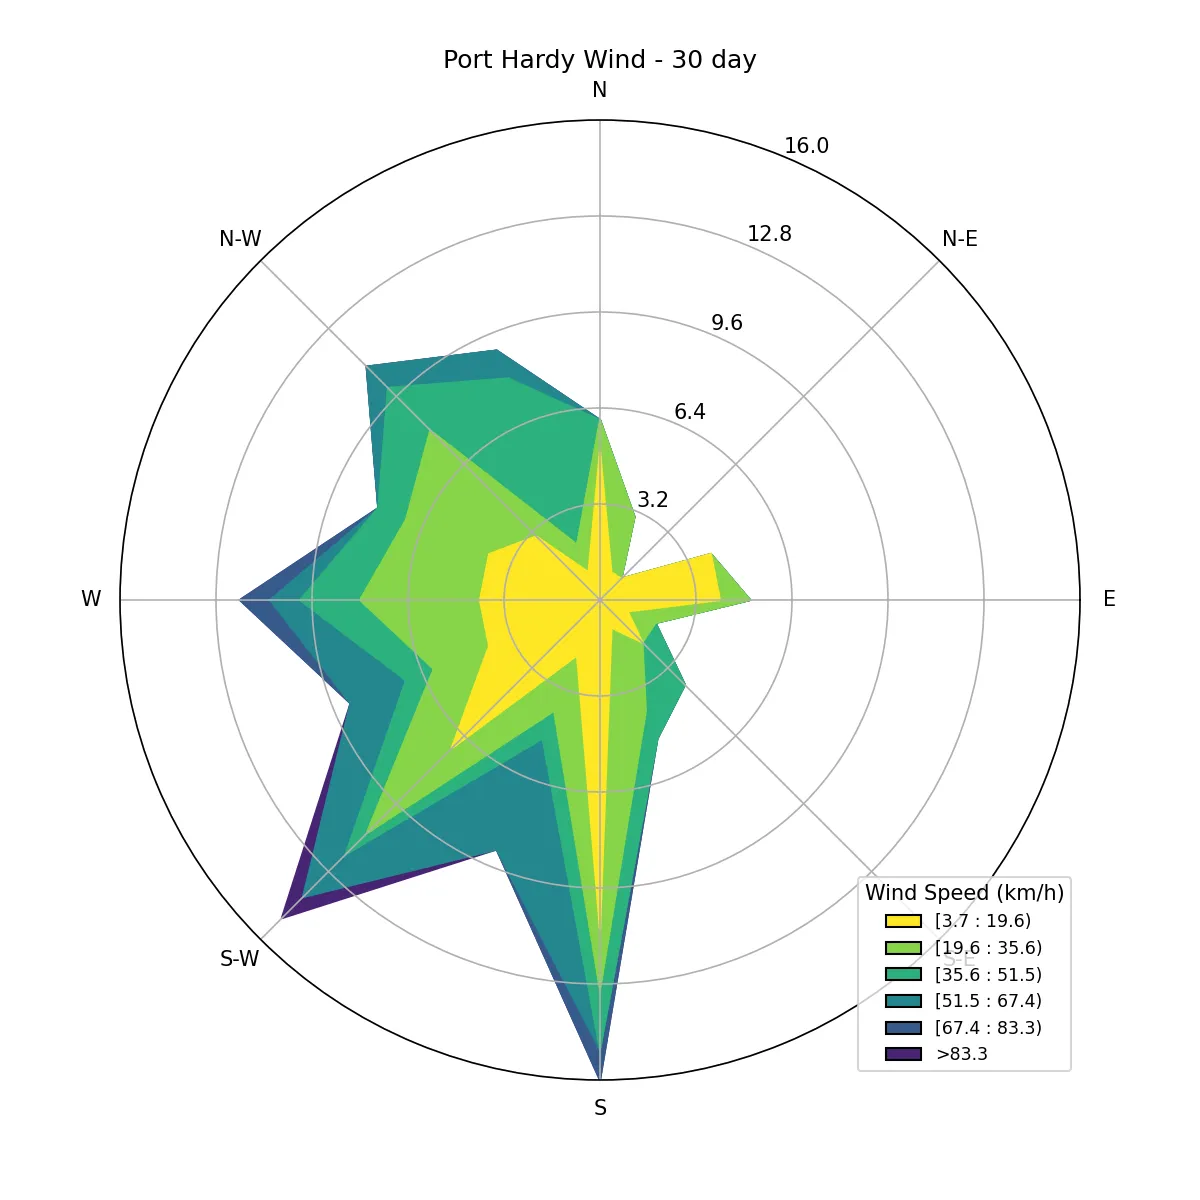 Port Hardy Wind - 30 day
N
16.0
N-W
12.8
N-E
9.6
6.4
3.2
W
E
S-W
S-E
S
Wind Speed (km/h)
[3.7 : 19.6)
[19.6 : 35.6)
[35.6 : 51.5)
[51.5 : 67.4)
[67.4 : 83.3)
>83.3